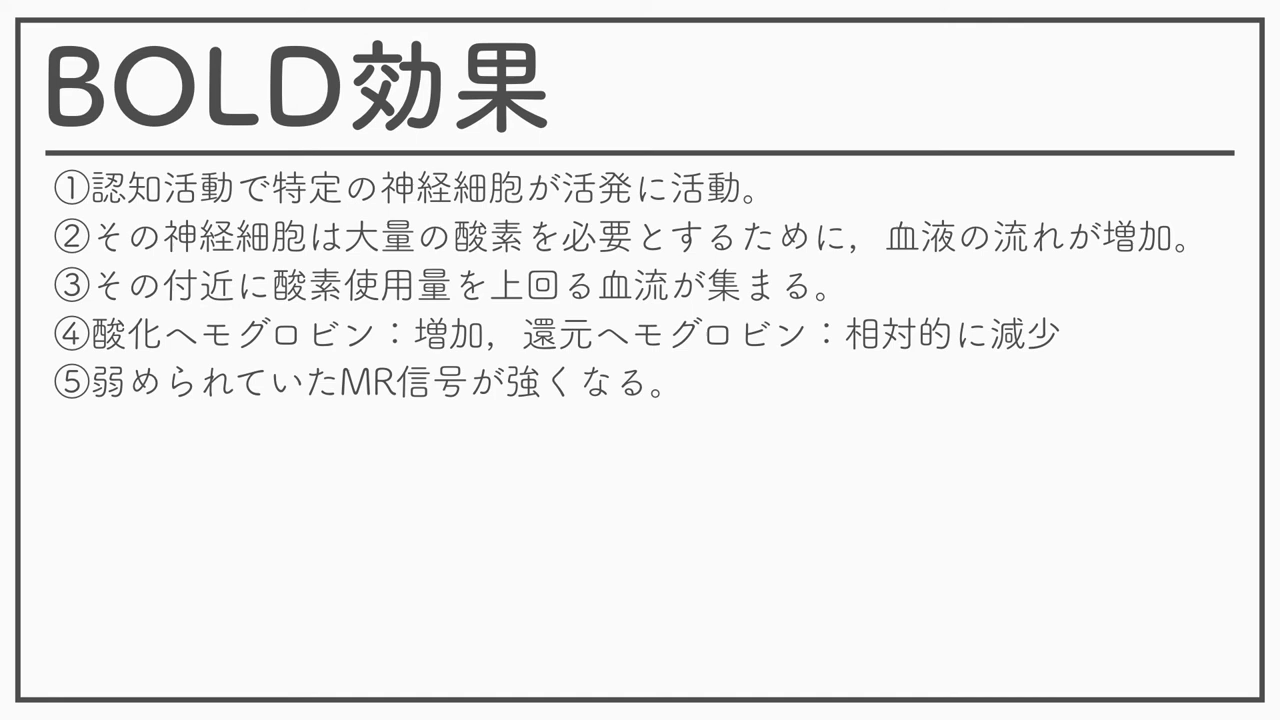 BOLD効果
①認知活動で特定の神経細胞が活発に活動。
②その神経細胞は大量の酸素を必要とするために，血液の流れが増加。
③その付近に酸素使用量を上回る血流が集まる。
④酸化ヘモグロビン：増加，還元ヘモグロビン：相対的に減少
⑤弱められていたMR信号が強くなる。